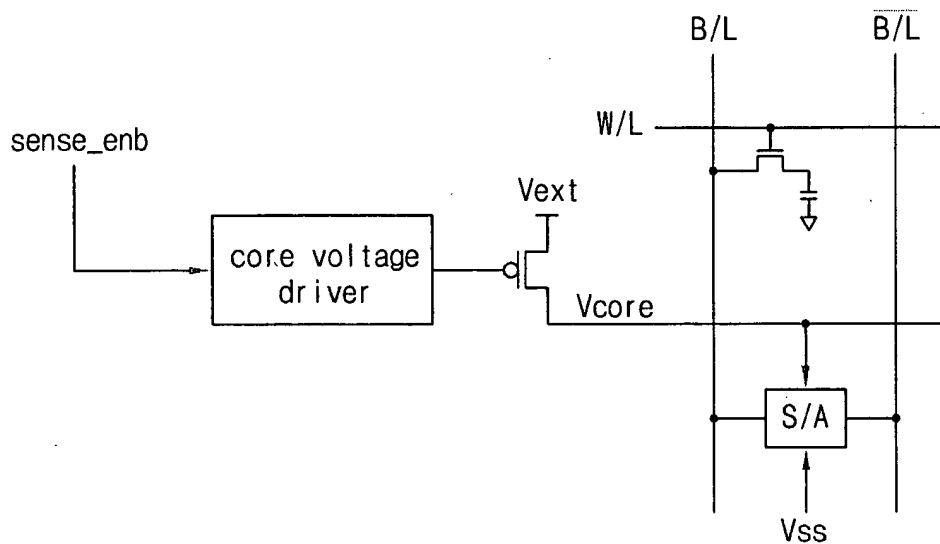 B/L
B/L
W/L
sense_enb
Vext
core voltage
driver
Vcore
S/A
Vss